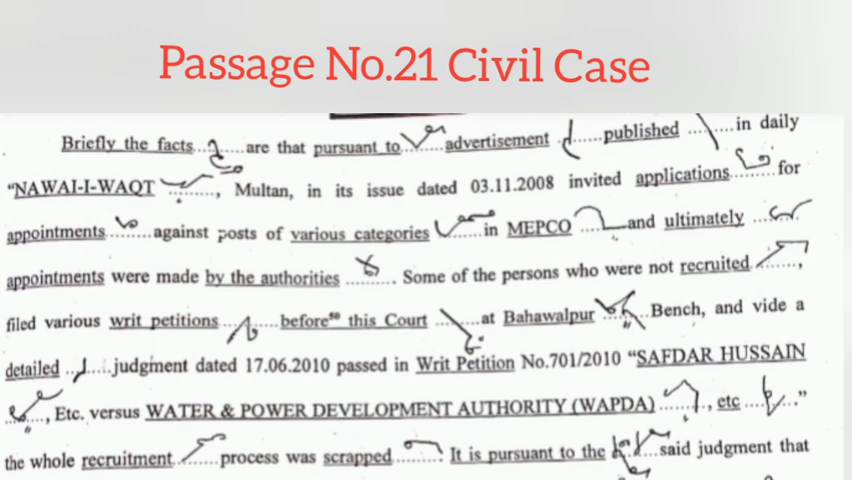 Passage No.21 Civil Case
Briefly the facts ........ are that pursuant to ........ advertisement ........ published ........ in daily
"NAWAI-I-WAQT ........, Multan, in its issue dated 03.11.2008 invited applications ........ for
appointments ........ against posts of various categories ........ in MEPCO ........ and ultimately ........
appointments were made by the authorities ......... Some of the persons who were not recruited ........,
filed various writ petitions ........ before⁵⁰ this Court ........ at Bahawalpur ........ Bench, and vide a
detailed ........ judgment dated 17.06.2010 passed in Writ Petition No.701/2010 "SAFDAR HUSSAIN
........, Etc. versus WATER & POWER DEVELOPMENT AUTHORITY (WAPDA) ........, etc ........"
the whole recruitment ........ process was scrapped ......... It is pursuant to the ........ said judgment that